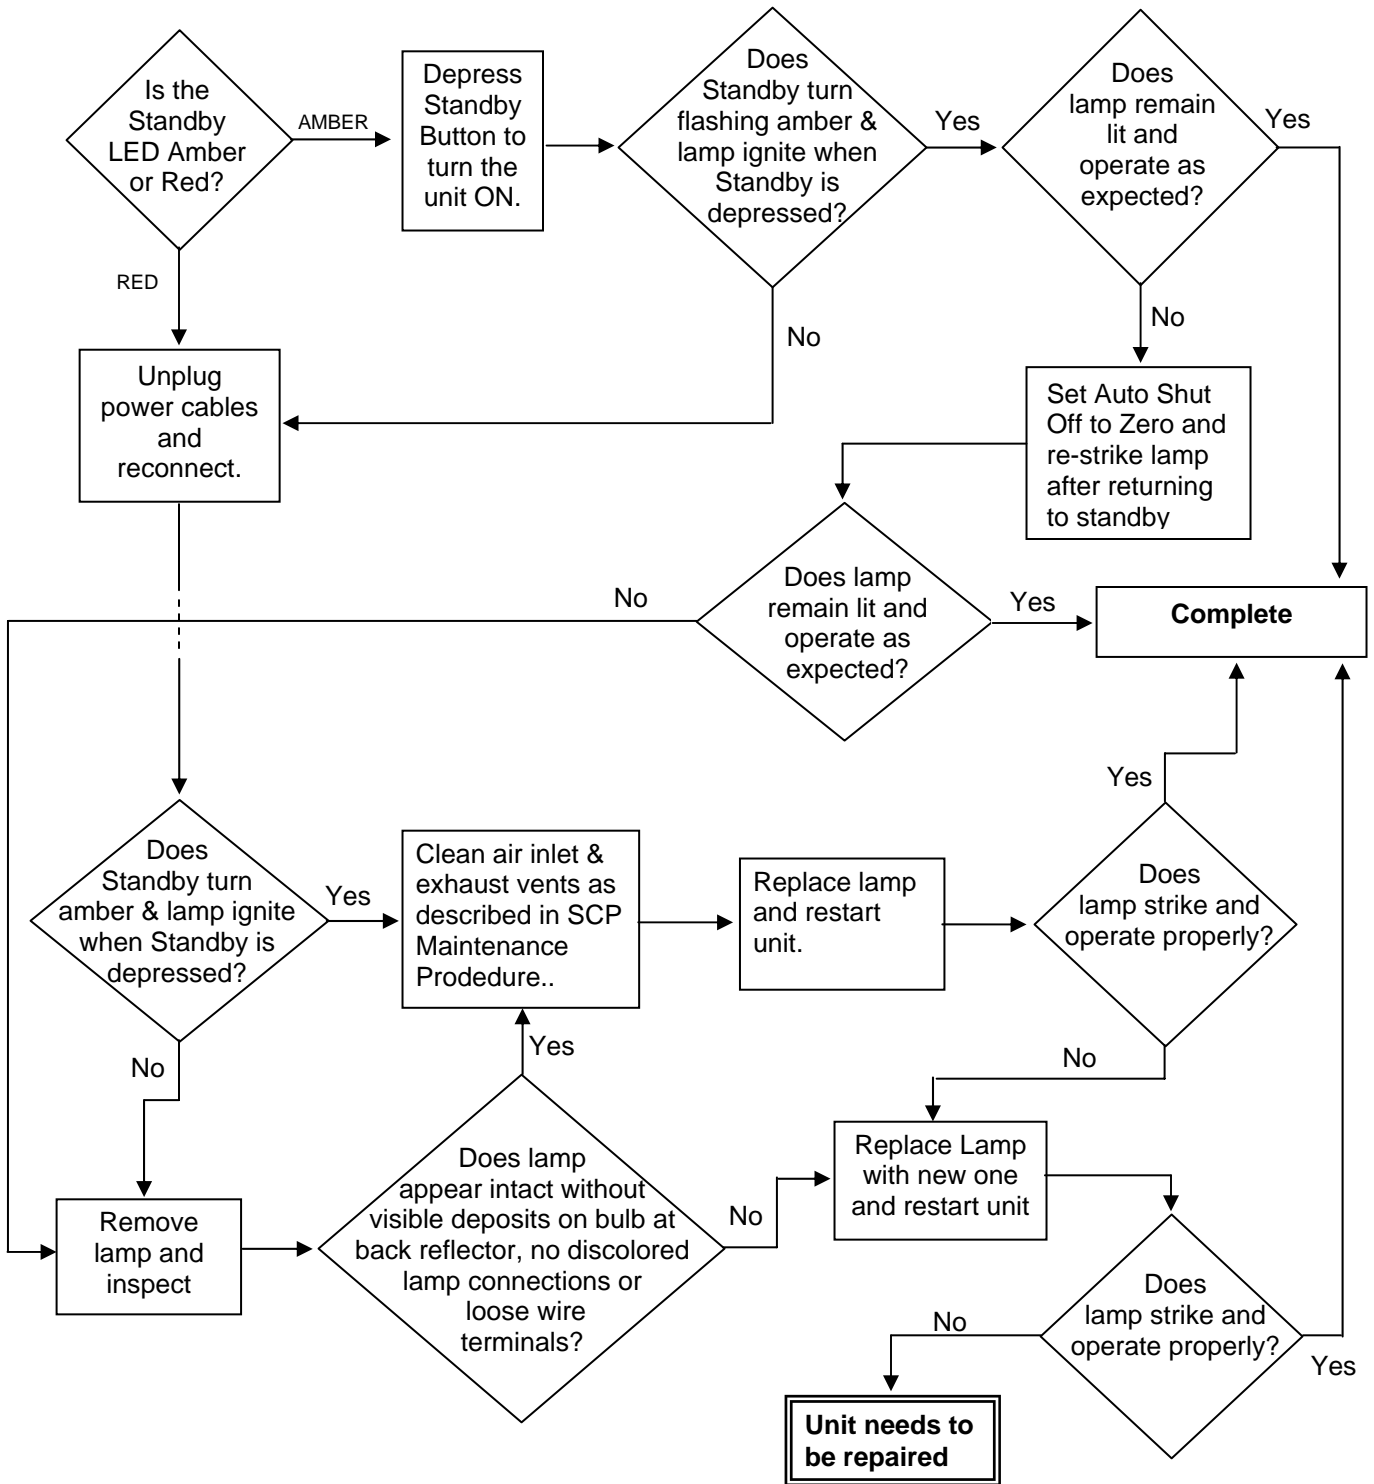 Is the
Standby
LED Amber
or Red?
AMBER
Depress
Standby
Button to
turn the
unit ON.
Does
Standby turn
flashing amber &
lamp ignite when
Standby is
depressed?
Yes
Does
lamp remain
lit and
operate as
expected?
Yes
RED
No
No
Unplug
power cables
and
reconnect.
Set Auto Shut
Off to Zero and
re-strike lamp
after returning
to standby
Does lamp
remain lit and
operate as
expected?
No
Yes
Complete
Does
Standby turn
amber & lamp ignite
when Standby is
depressed?
Yes
Clean air inlet &
exhaust vents as
described in SCP
Maintenance
Prodedure..
Replace lamp
and restart
unit.
Does
lamp strike and
operate properly?
Yes
No
No
Yes
Remove
lamp and
inspect
Does lamp
appear intact without
visible deposits on bulb at
back reflector, no discolored
lamp connections or
loose wire
terminals?
No
Replace Lamp
with new one
and restart unit
Does
lamp strike and
operate properly?
No
Yes
Unit needs to
be repaired